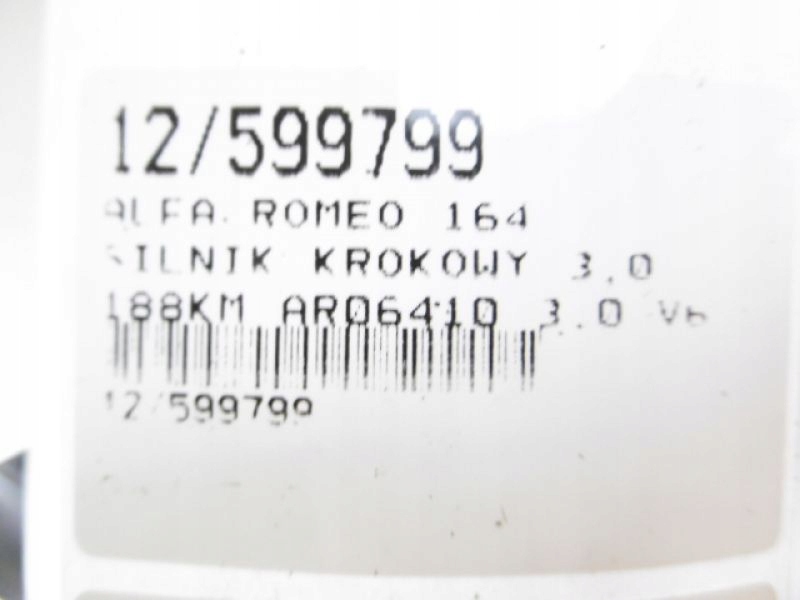 12/599799
ALFA ROMEO 164
SILNIK KROKOWY 3.0
188KM AR06410 3.0 V6
12/599799